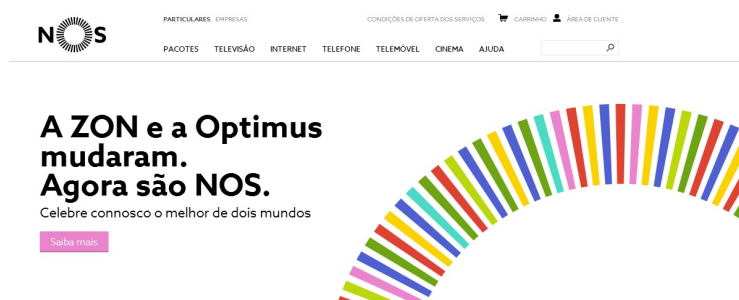 PARTICULARES EMPRESAS
CONDIÇÕES DE OFERTA DOS SERVIÇOS CARRINHO ÁREA DE CLIENTE
NOS
PACOTES TELEVISÃO INTERNET TELEFONE TELEMÓVEL CINEMA AJUDA
A ZON e a Optimus
mudaram.
Agora são NOS.
Celebre connosco o melhor de dois mundos
Saiba mais